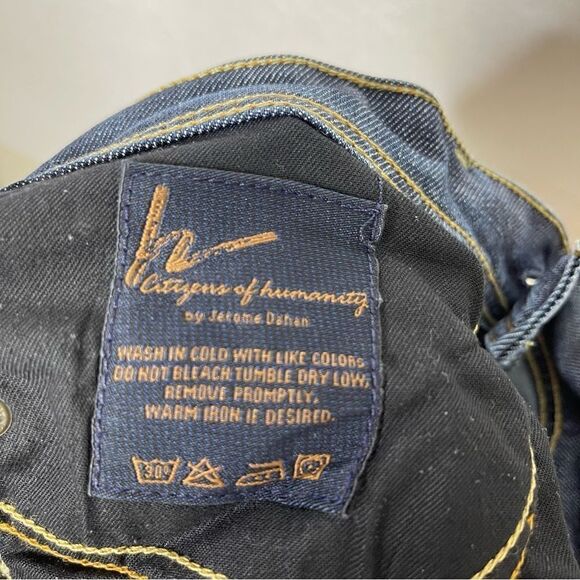 Citizens of humanity
by Jerome Dahan
WASH IN COLD WITH LIKE COLORS
DO NOT BLEACH TUMBLE DRY LOW,
REMOVE PROMPTLY,
WARM IRON IF DESIRED.
30°